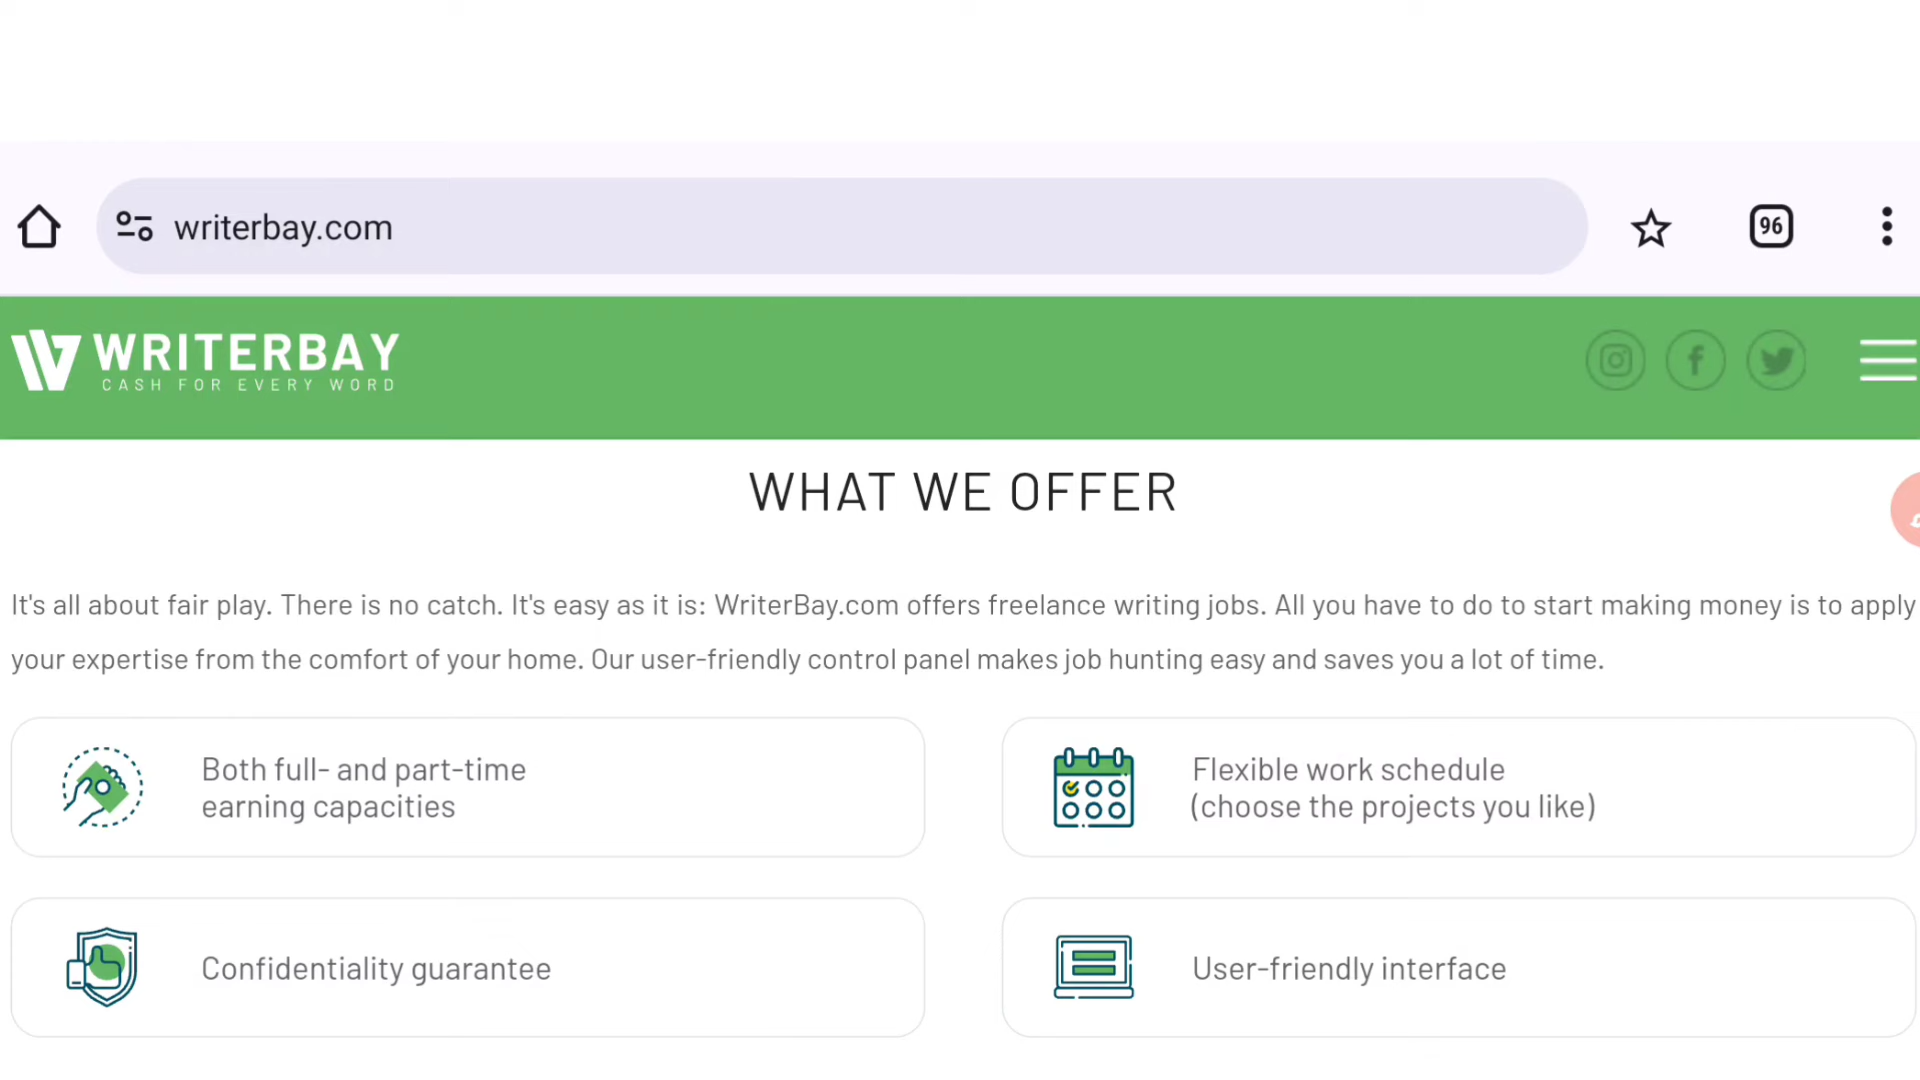 writerbay.com
96
WRITERBAY
CASH FOR EVERY WORD
WHAT WE OFFER
It's all about fair play. There is no catch. It's easy as it is: WriterBay.com offers freelance writing jobs. All you have to do to start making money is to apply
your expertise from the comfort of your home. Our user-friendly control panel makes job hunting easy and saves you a lot of time.
Both full- and part-time
earning capacities
Flexible work schedule
(choose the projects you like)
Confidentiality guarantee
User-friendly interface